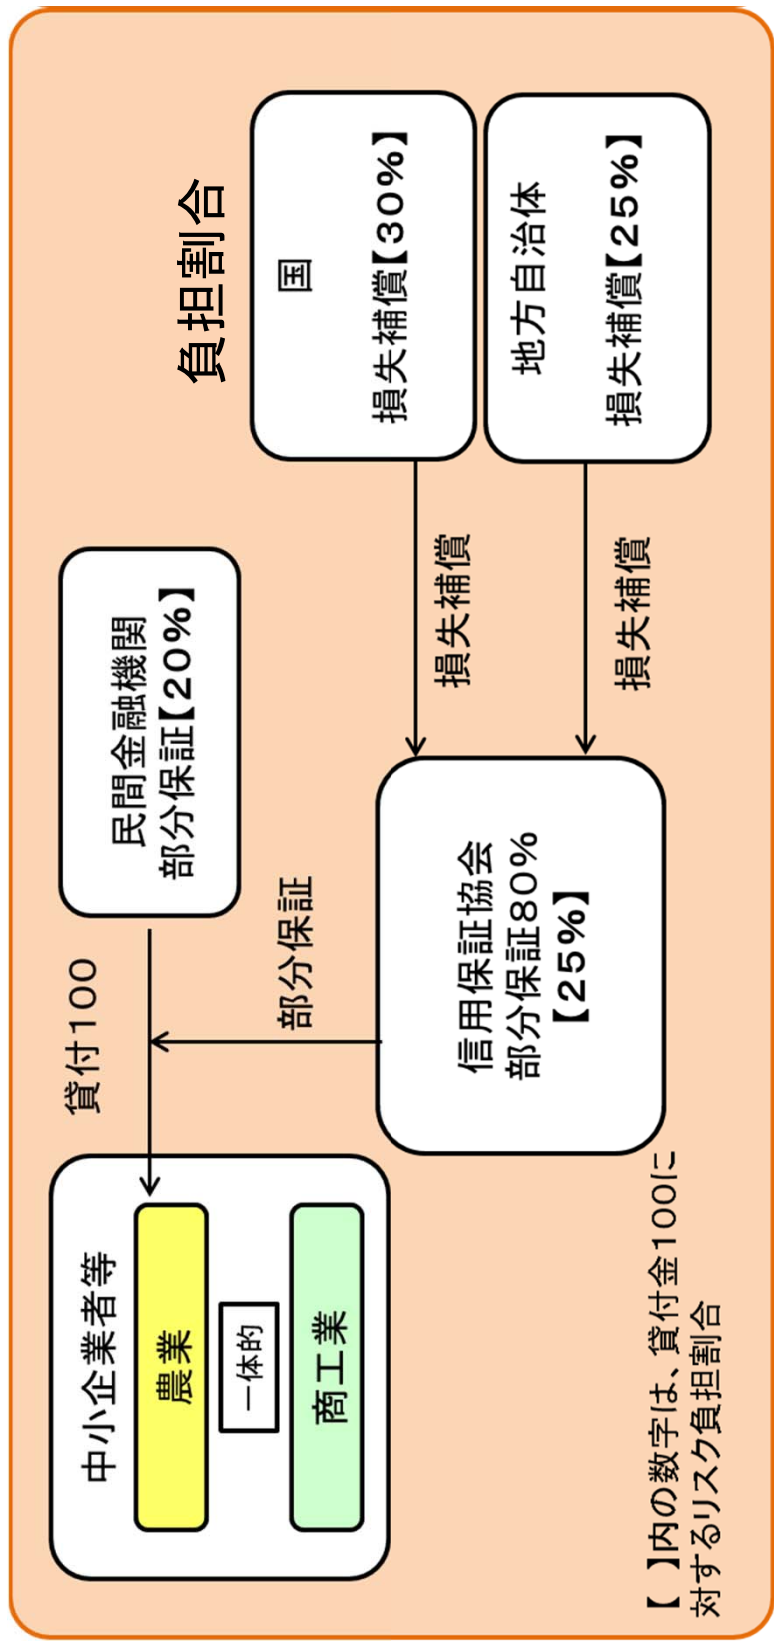 負担割合
中小企業者等
農業
一体的
商工業
貸付100
民間金融機関
部分保証【20%】
部分保証
信用保証協会
部分保証80%
【25%】
損失補償
損失補償
国
損失補償【30%】
地方自治体
損失補償【25%】
【 】内の数字は、貸付金100に
対するリスク負担割合